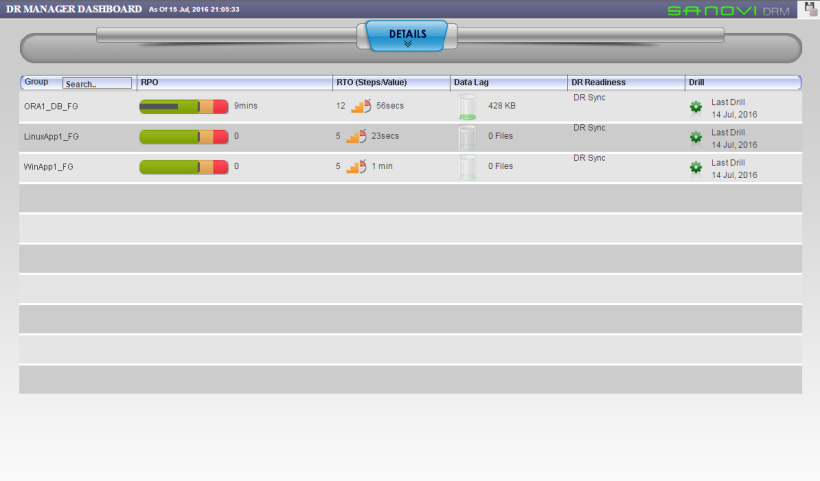 DR MANAGER DASHBOARD As Of 15 Jul, 2016 21:05:33
SANOVI DRM
DETAILS
Group Search.. RPO RTO (Steps/Value) Data Lag DR Readiness Drill
ORA1_DB_FG 9mins 12 56secs 428 KB DR Sync Last Drill
14 Jul, 2016
LinuxApp1_FG 0 5 23secs 0 Files DR Sync Last Drill
14 Jul, 2016
WinApp1_FG 0 5 1 min 0 Files DR Sync Last Drill
14 Jul, 2016